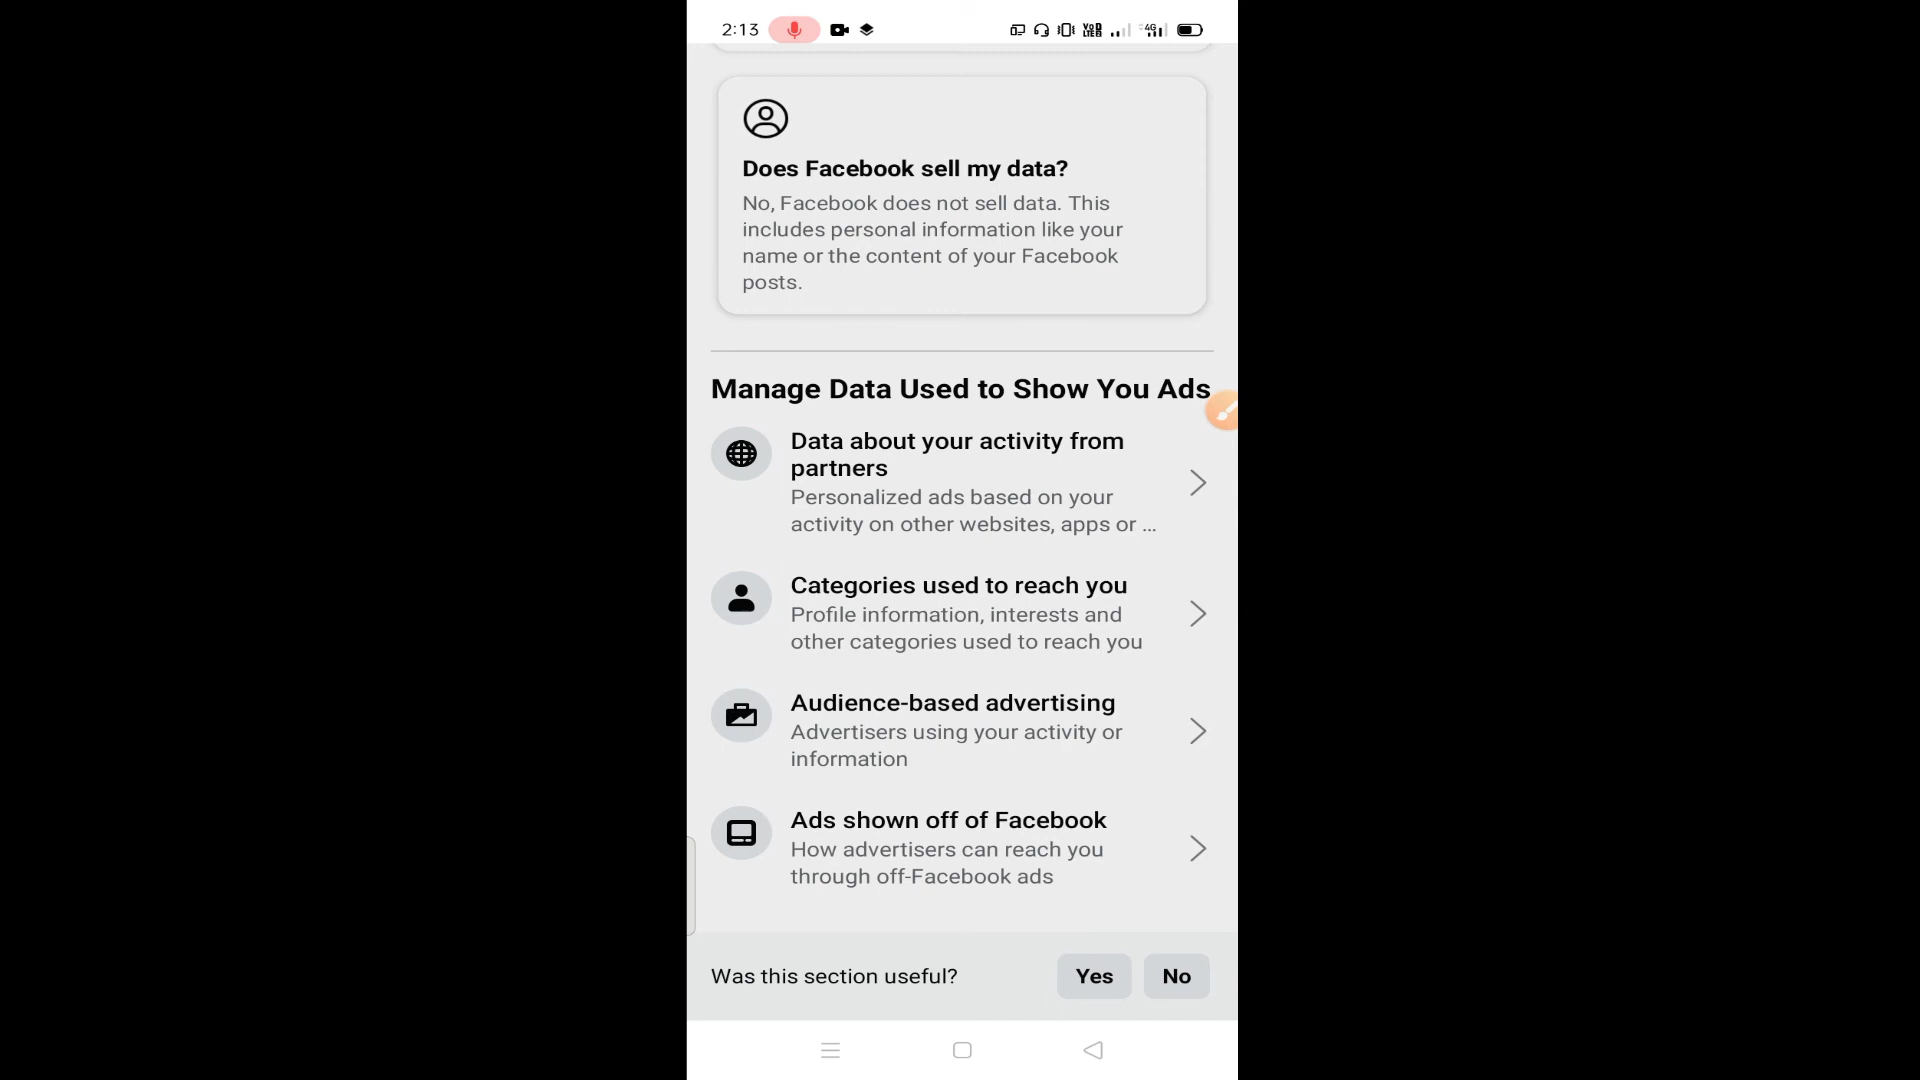 2:13
VoD
LTE
4G
Does Facebook sell my data?
No, Facebook does not sell data. This
includes personal information like your
name or the content of your Facebook
posts.
Manage Data Used to Show You Ads
Data about your activity from
partners
Personalized ads based on your
activity on other websites, apps or ...
Categories used to reach you
Profile information, interests and
other categories used to reach you
Audience-based advertising
Advertisers using your activity or
information
Ads shown off of Facebook
How advertisers can reach you
through off-Facebook ads
Was this section useful? Yes No